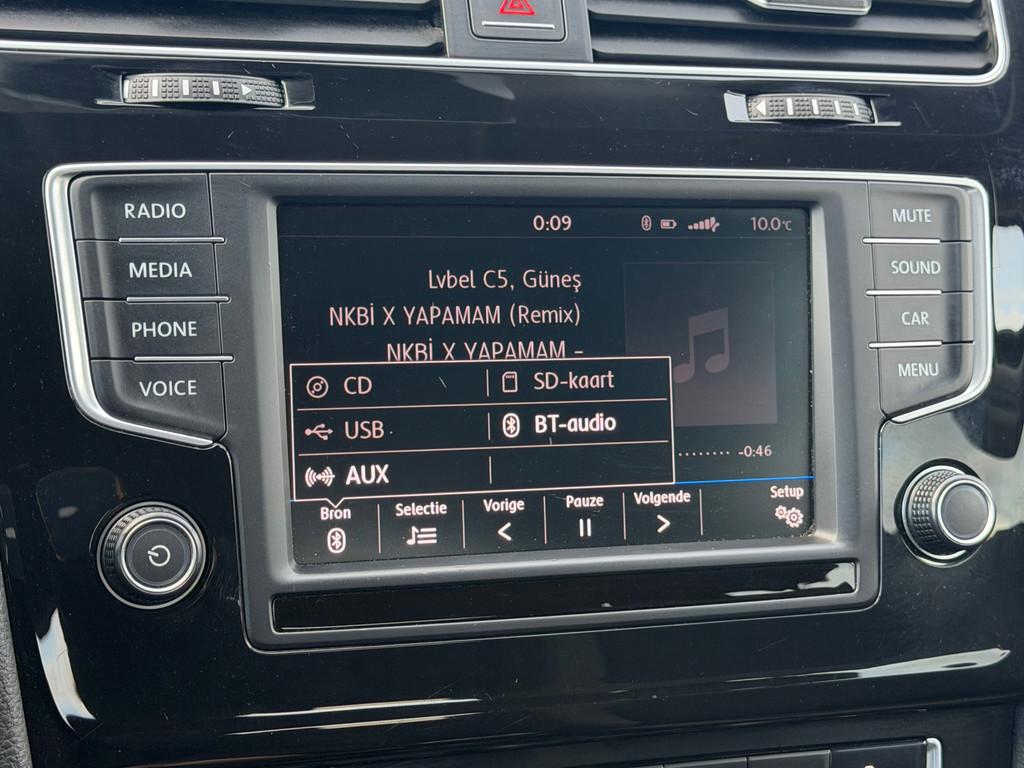 RADIO
MEDIA
PHONE
VOICE
0:09
10.0°C
Lvbel C5, Güneş
NKBİ X YAPAMAM (Remix)
NKBİ X YAPAMAM –
CD
SD-kaart
USB
BT-audio
AUX
-0:46
Bron
Selectie
Vorige
Pauze
Volgende
Setup
MUTE
SOUND
CAR
MENU